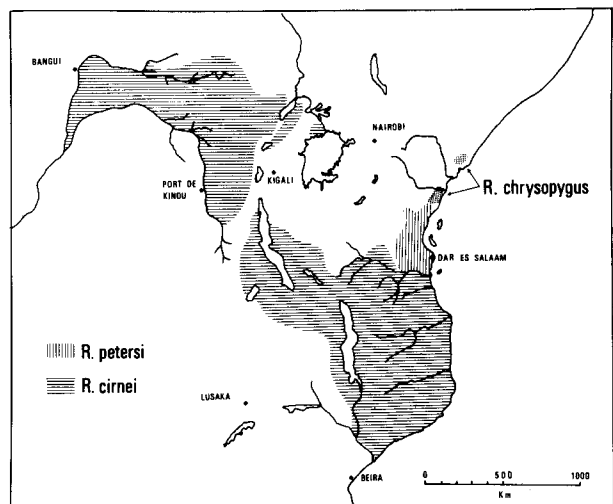 BANGUI
NAIROBI
KIGALI
PORT DE
KINDU
R. chrysopygus
DAR ES SALAAM
R. petersi
R. cirnei
LUSAKA
BEIRA
0 500 1000
Km